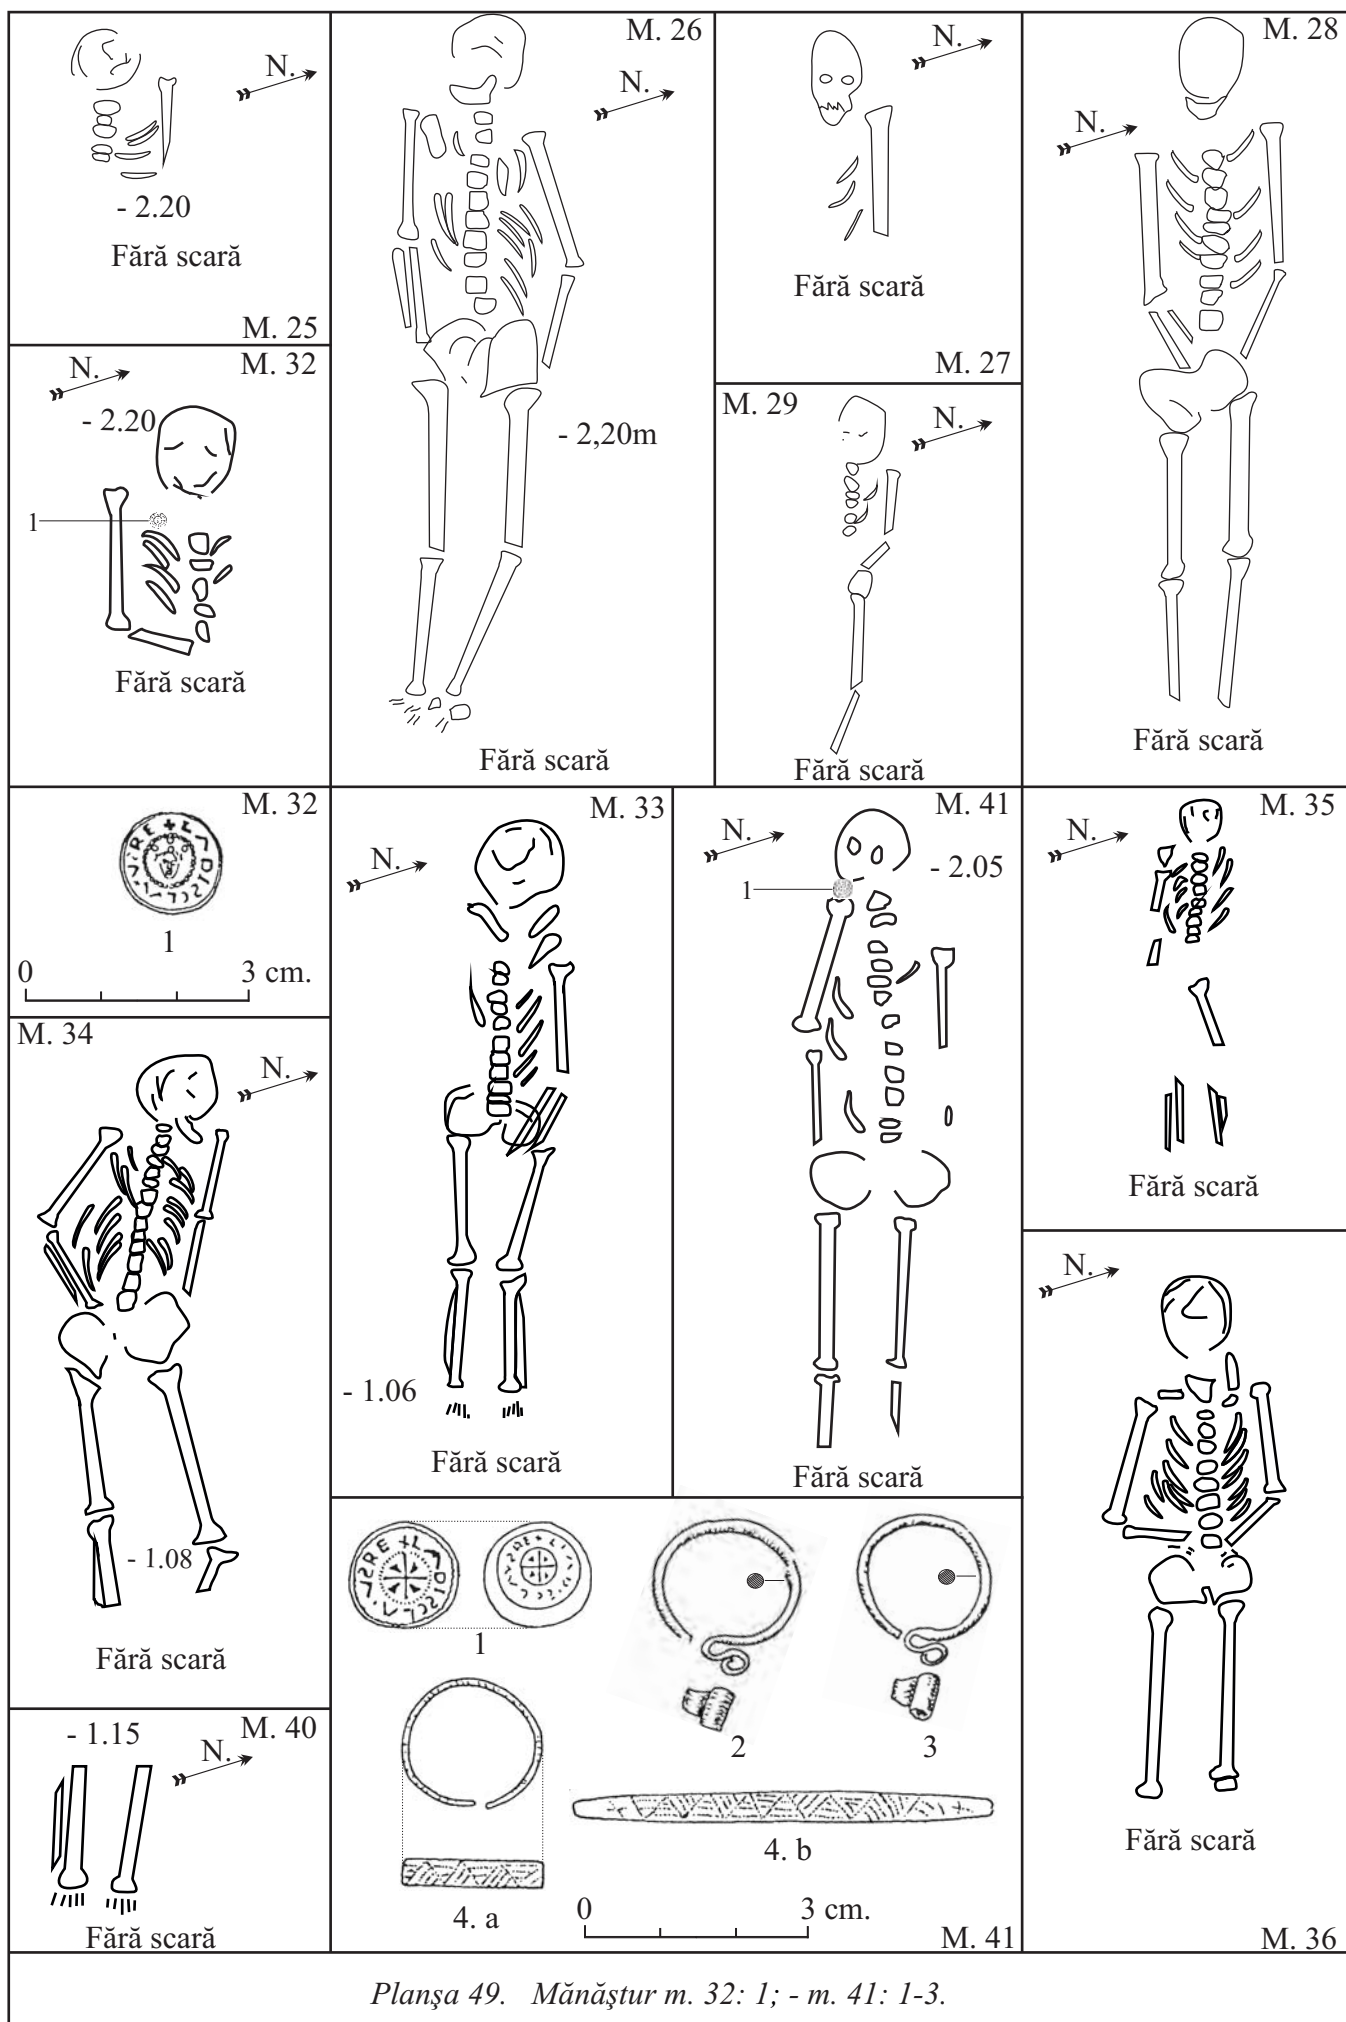 N.
- 2.20
Fără scară
M. 25
M. 26
N.
- 2,20m
Fără scară
N.
Fără scară
M. 27
M. 28
N.
Fără scară
M. 32
N.
- 2.20
1
Fără scară
M. 29
N.
Fără scară
M. 32
1
0 3 cm.
M. 33
N.
- 1.06
Fără scară
M. 41
N.
- 2.05
1
Fără scară
M. 35
N.
Fără scară
M. 34
N.
- 1.08
Fără scară
N.
Fără scară
M. 36
M. 40
- 1.15
N.
Fără scară
1
2
3
4. a
4. b
0 3 cm.
M. 41
Planşa 49. Mănăştur m. 32: 1; - m. 41: 1-3.